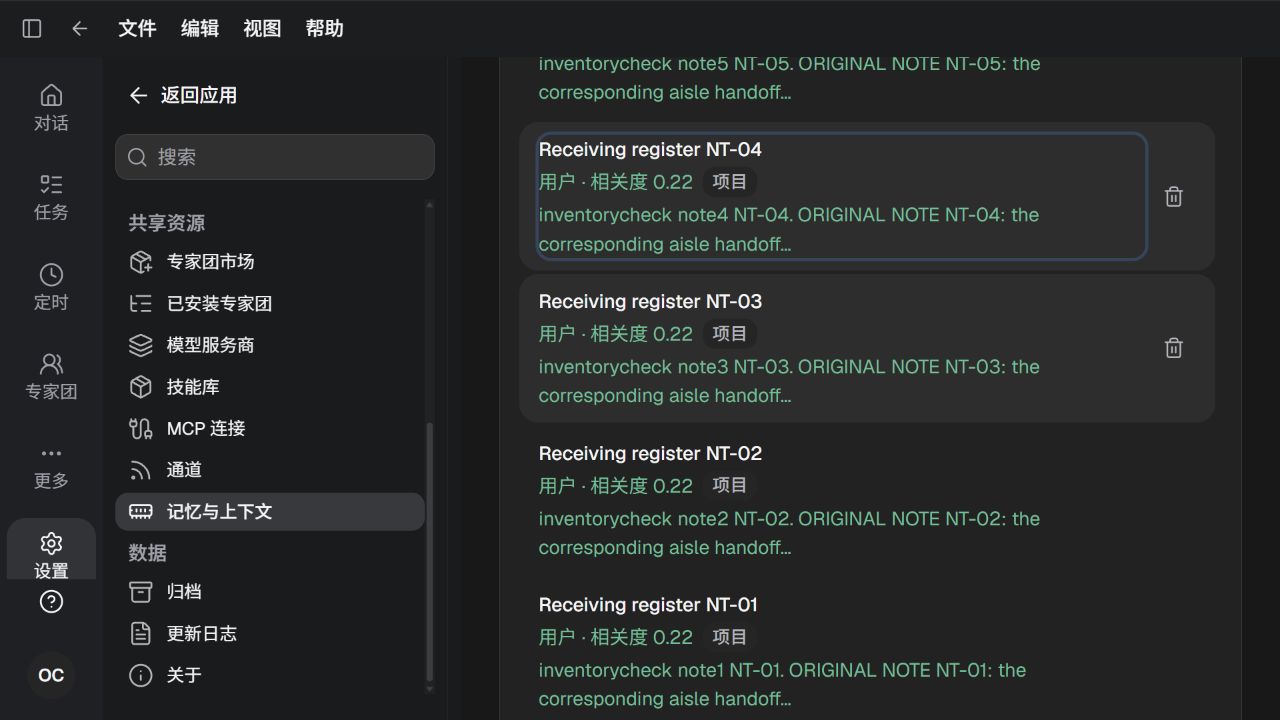 文件 编辑 视图 帮助
对话
任务
定时
专家团
更多
设置
OC
返回应用
搜索
共享资源
专家团市场
已安装专家团
模型服务商
技能库
MCP 连接
通道
记忆与上下文
数据
归档
更新日志
关于
inventorycheck note5 NT-05. ORIGINAL NOTE NT-05: the
corresponding aisle handoff...
Receiving register NT-04
用户 · 相关度 0.22 项目
inventorycheck note4 NT-04. ORIGINAL NOTE NT-04: the
corresponding aisle handoff...
Receiving register NT-03
用户 · 相关度 0.22 项目
inventorycheck note3 NT-03. ORIGINAL NOTE NT-03: the
corresponding aisle handoff...
Receiving register NT-02
用户 · 相关度 0.22 项目
inventorycheck note2 NT-02. ORIGINAL NOTE NT-02: the
corresponding aisle handoff...
Receiving register NT-01
用户 · 相关度 0.22 项目
inventorycheck note1 NT-01. ORIGINAL NOTE NT-01: the
corresponding aisle handoff...